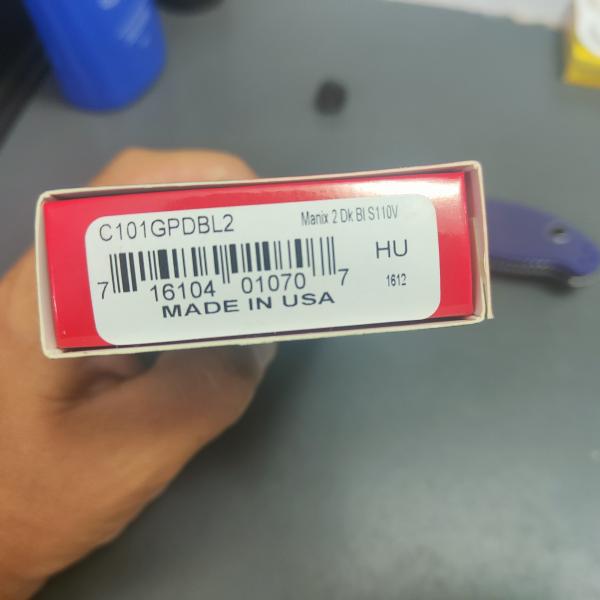 C101GPDBL2
Manix 2 Dk Bl S110V
HU
7 16104 01070 7
1612
MADE IN USA